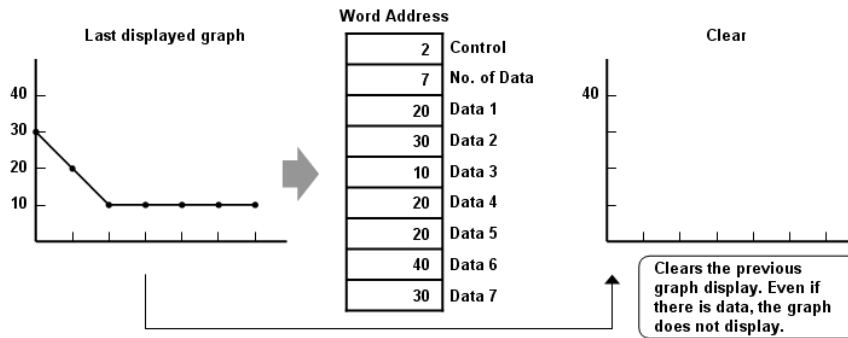 Last displayed graph
40
30
20
10
Word Address
2 Control
7 No. of Data
20 Data 1
30 Data 2
10 Data 3
20 Data 4
20 Data 5
40 Data 6
30 Data 7
Clear
40
Clears the previous
graph display. Even if
there is data, the graph
does not display.